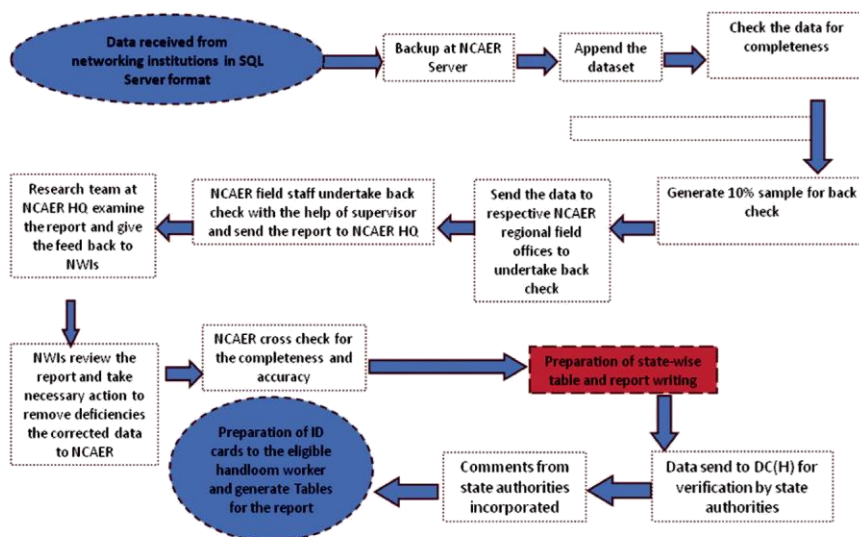 Data received from
networking institutions in SQL
Server format
Backup at NCAER
Server
Append the
dataset
Check the data for
completeness
Generate 10% sample for back
check
Send the data to
respective NCAER
regional field
offices to
undertake back
check
NCAER field staff undertake back
check with the help of supervisor
and send the report to NCAER HQ
Research team at
NCAER HQ examine
the report and give
the feed back to
NWIs
NWIs review the
report and take
necessary action to
remove deficiencies
the corrected data
to NCAER
NCAER cross check for
the completeness and
accuracy
Preparation of state-wise
table and report writing
Data send to DC(H) for
verification by state
authorities
Comments from
state authorities
incorporated
Preparation of ID
cards to the eligible
handloom worker
and generate Tables
for the report